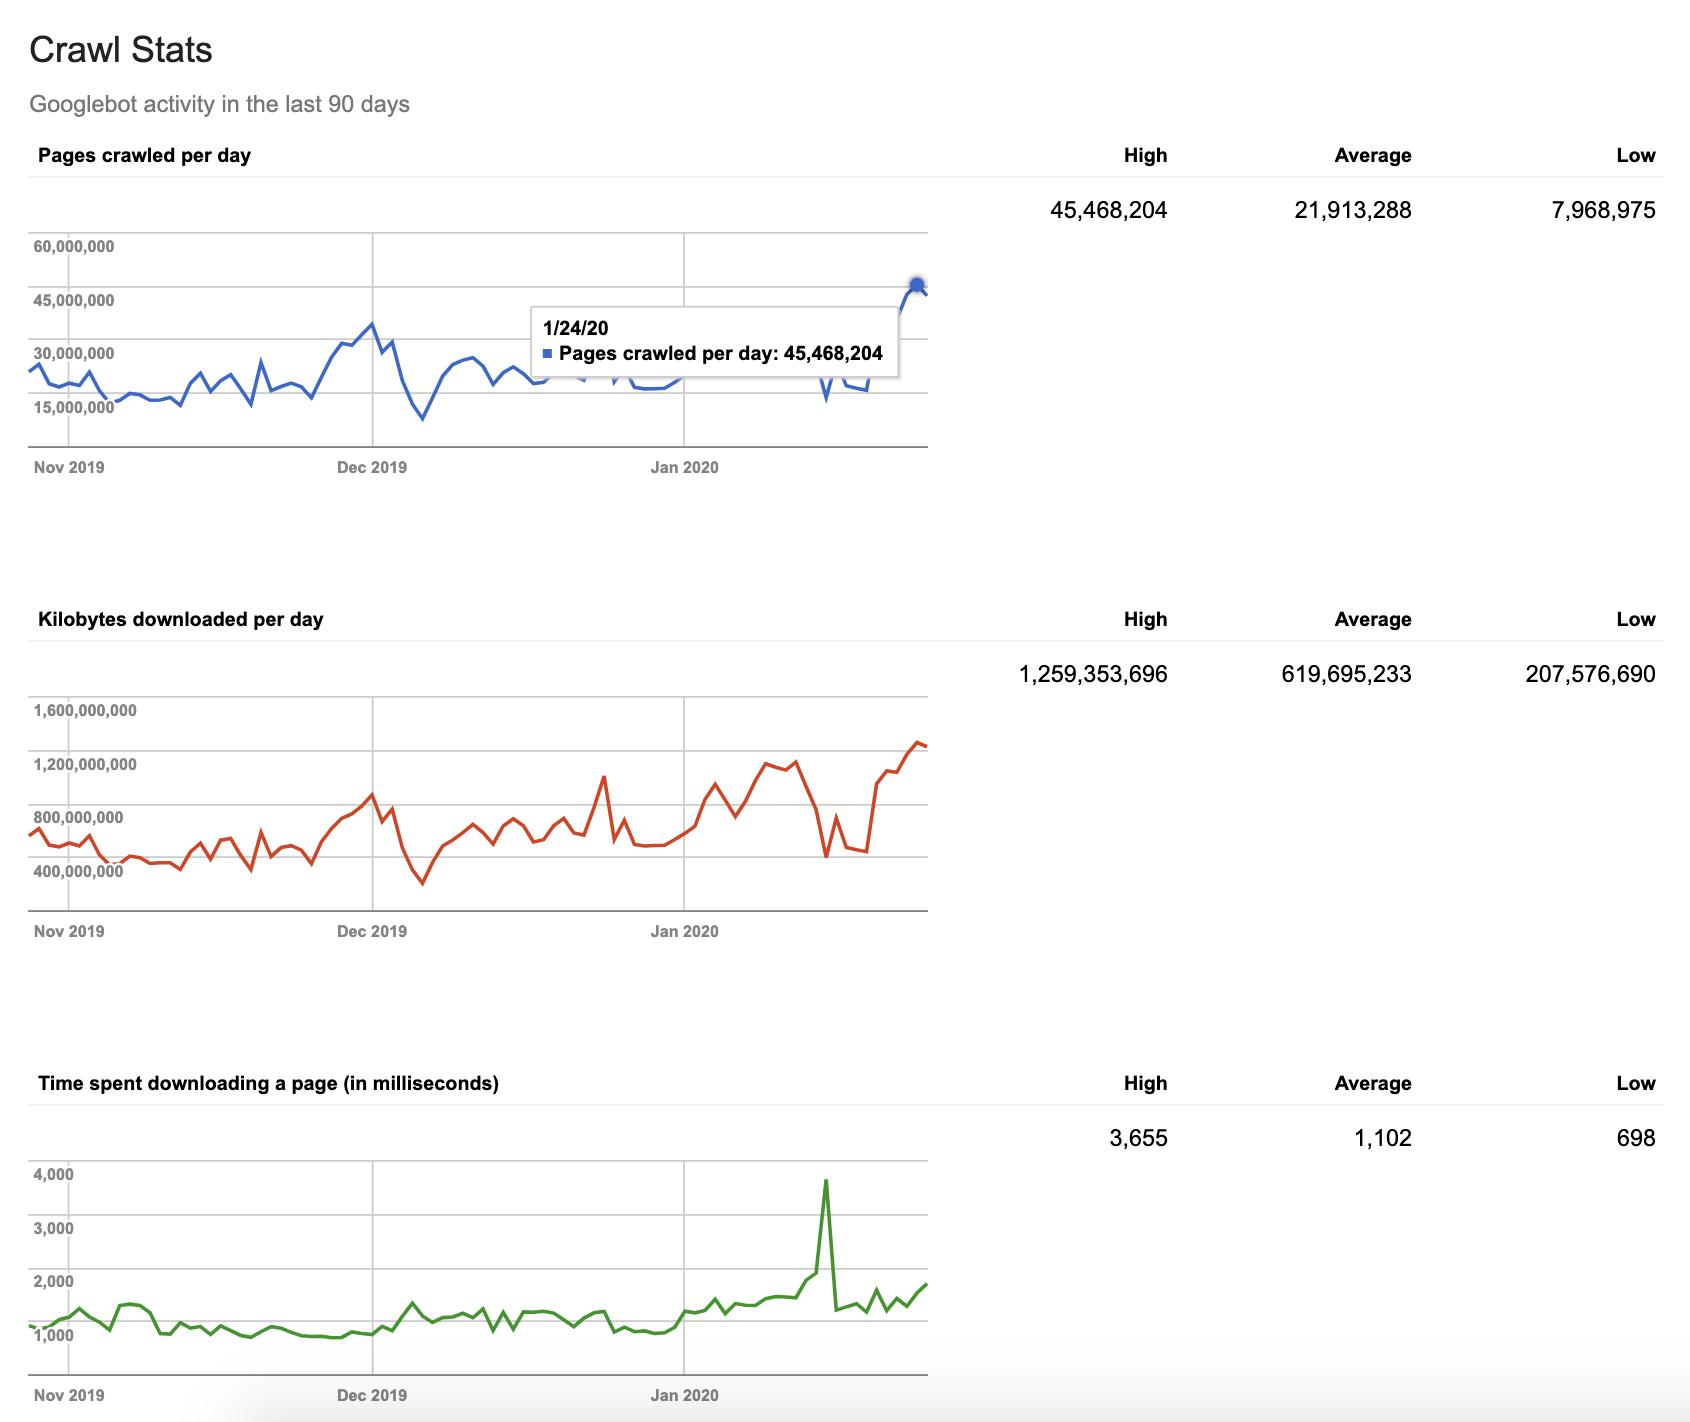 Crawl Stats
Googlebot activity in the last 90 days
Pages crawled per day High Average Low
45,468,204 21,913,288 7,968,975
60,000,000
45,000,000
30,000,000
15,000,000
1/24/20
Pages crawled per day: 45,468,204
Nov 2019 Dec 2019 Jan 2020
Kilobytes downloaded per day High Average Low
1,259,353,696 619,695,233 207,576,690
1,600,000,000
1,200,000,000
800,000,000
400,000,000
Nov 2019 Dec 2019 Jan 2020
Time spent downloading a page (in milliseconds) High Average Low
3,655 1,102 698
4,000
3,000
2,000
1,000
Nov 2019 Dec 2019 Jan 2020